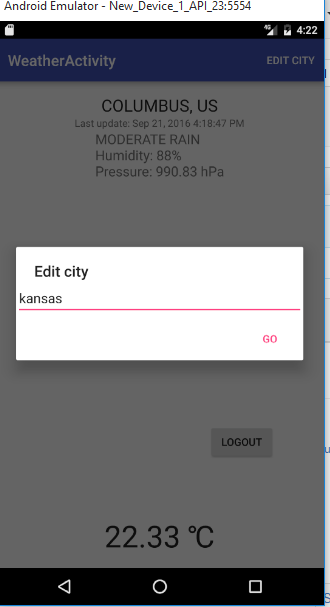 Android Emulator - New_Device_1_API_23:5554
4G 4:22
WeatherActivity EDIT CITY
COLUMBUS, US
Last update: Sep 21, 2016 4:18:47 PM
MODERATE RAIN
Humidity: 88%
Pressure: 990.83 hPa
Edit city
kansas
GO
LOGOUT
22.33 °C